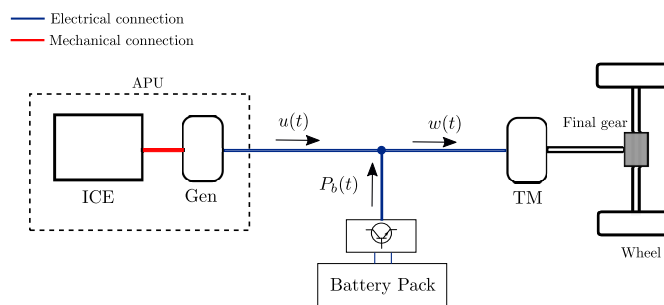 Electrical connection
Mechanical connection
APU
u(t)
w(t)
Final gear
ICE
Gen
P_b(t)
TM
Wheel
Battery Pack